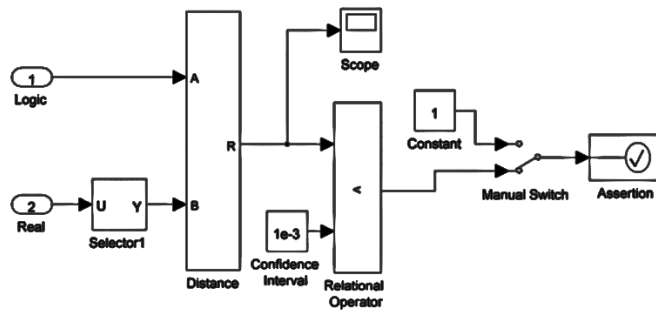 Scope
1
Logic
A
R
1
Constant
<
Manual Switch
Assertion
2
Real
U Y
Selector1
B
1e-3
Confidence
Interval
Distance
Relational
Operator